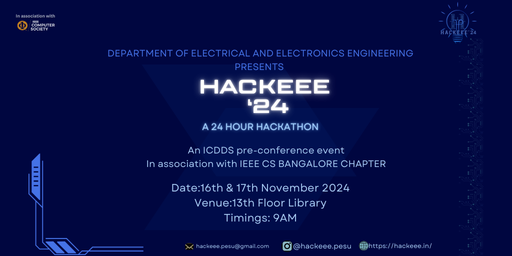 In association with
IEEE
COMPUTER
SOCIETY
HACKEEE '24
DEPARTMENT OF ELECTRICAL AND ELECTRONICS ENGINEERING
PRESENTS
HACKEEE
'24
A 24 HOUR HACKATHON
An ICDDS pre-conference event
In association with IEEE CS BANGALORE CHAPTER
Date:16th & 17th November 2024
Venue:13th Floor Library
Timings: 9AM
hackeee.pesu@gmail.com
@hackeee.pesu
https://hackeee.in/